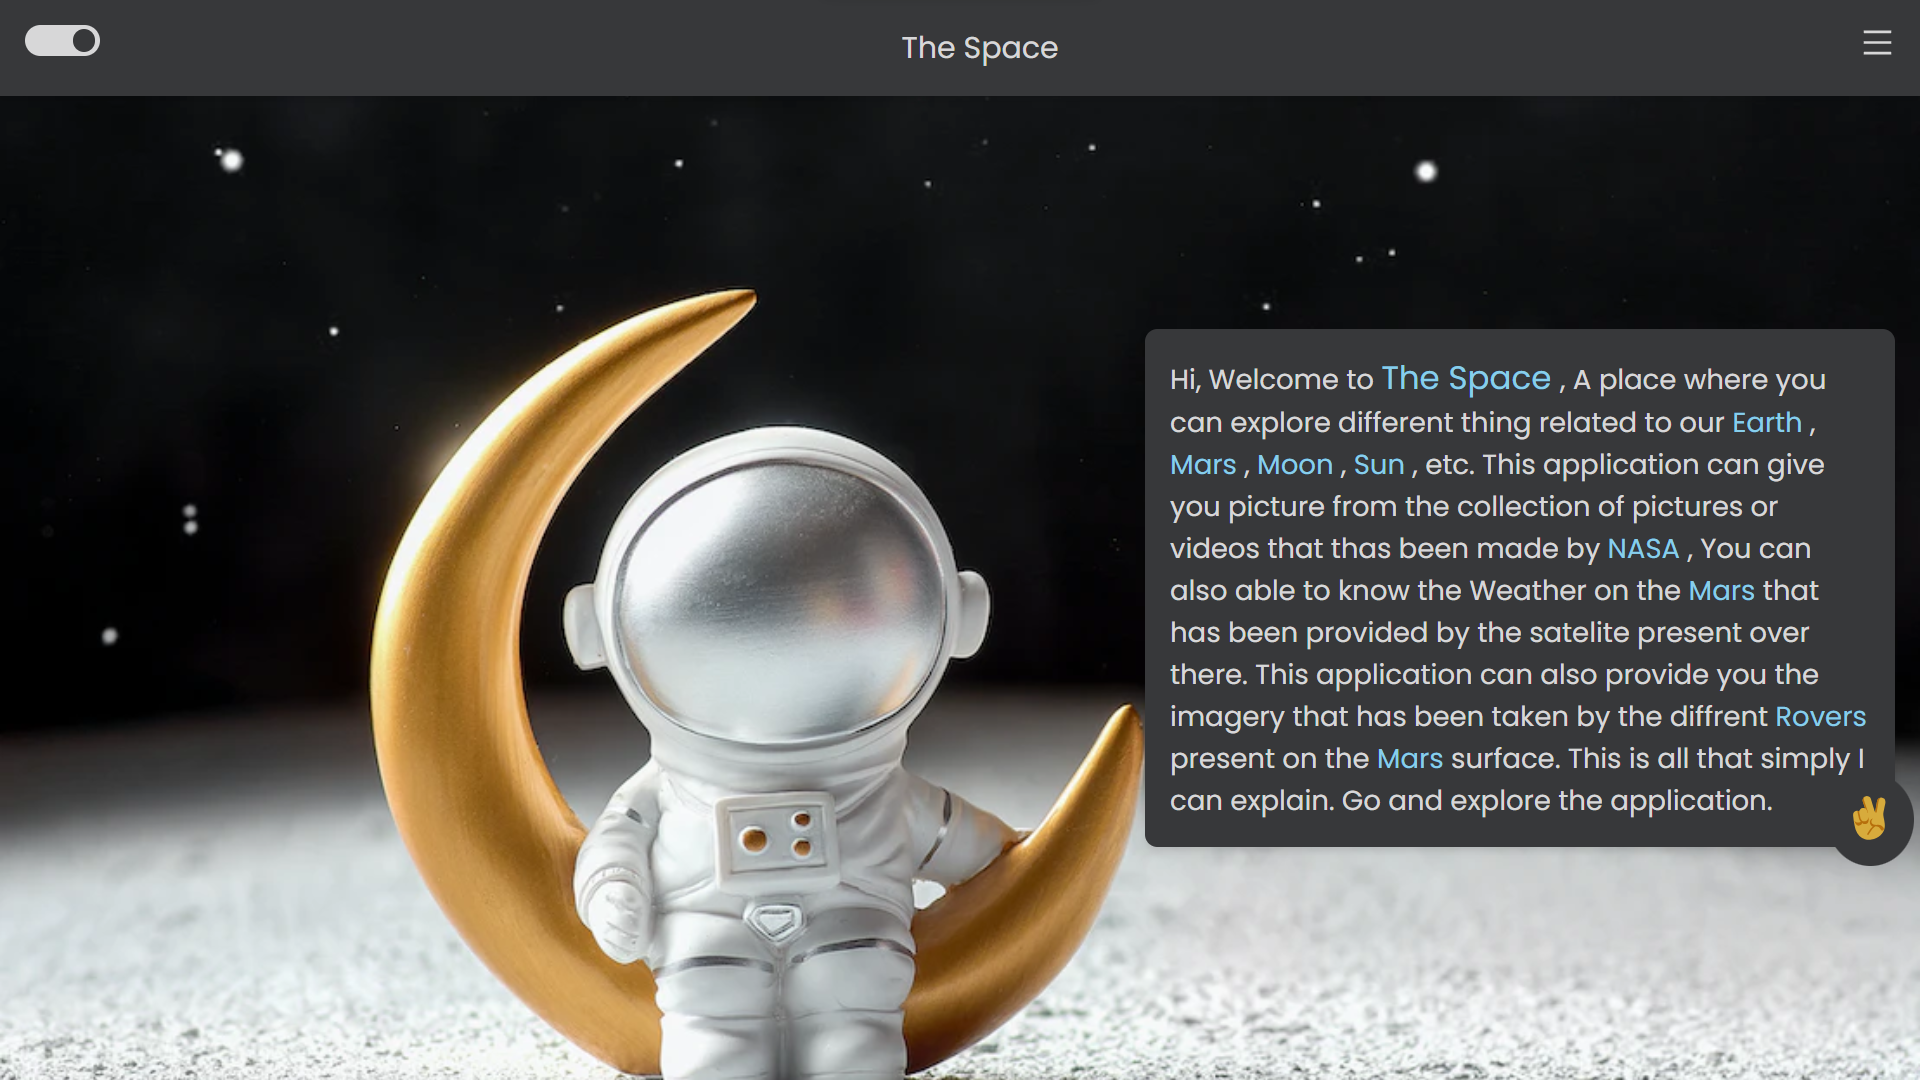 The Space
Hi, Welcome to The Space , A place where you
can explore different thing related to our Earth ,
Mars , Moon , Sun , etc. This application can give
you picture from the collection of pictures or
videos that thas been made by NASA , You can
also able to know the Weather on the Mars that
has been provided by the satelite present over
there. This application can also provide you the
imagery that has been taken by the diffrent Rovers
present on the Mars surface. This is all that simply I
can explain. Go and explore the application.